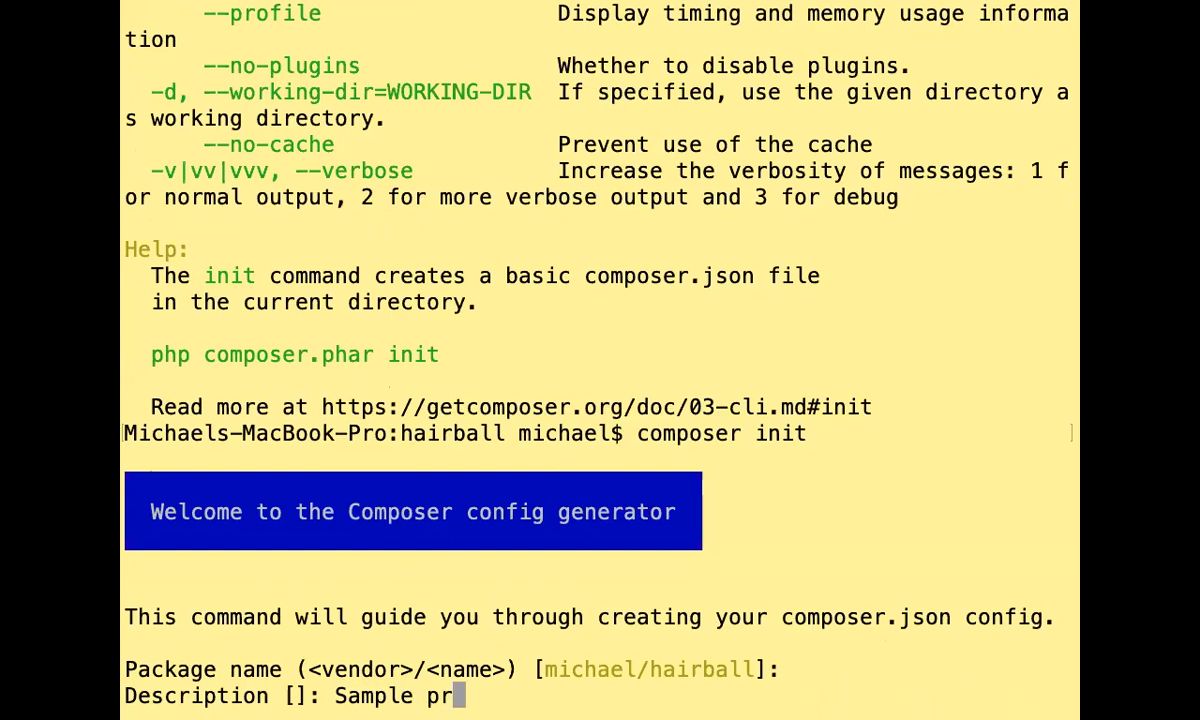 --profile Display timing and memory usage informa
tion
--no-plugins Whether to disable plugins.
-d, --working-dir=WORKING-DIR If specified, use the given directory a
s working directory.
--no-cache Prevent use of the cache
-v|vv|vvv, --verbose Increase the verbosity of messages: 1 f
or normal output, 2 for more verbose output and 3 for debug
Help:
The init command creates a basic composer.json file
in the current directory.
php composer.phar init
Read more at https://getcomposer.org/doc/03-cli.md#init
Michaels-MacBook-Pro:hairball michael$ composer init
Welcome to the Composer config generator
This command will guide you through creating your composer.json config.
Package name (<vendor>/<name>) [michael/hairball]:
Description []: Sample pr